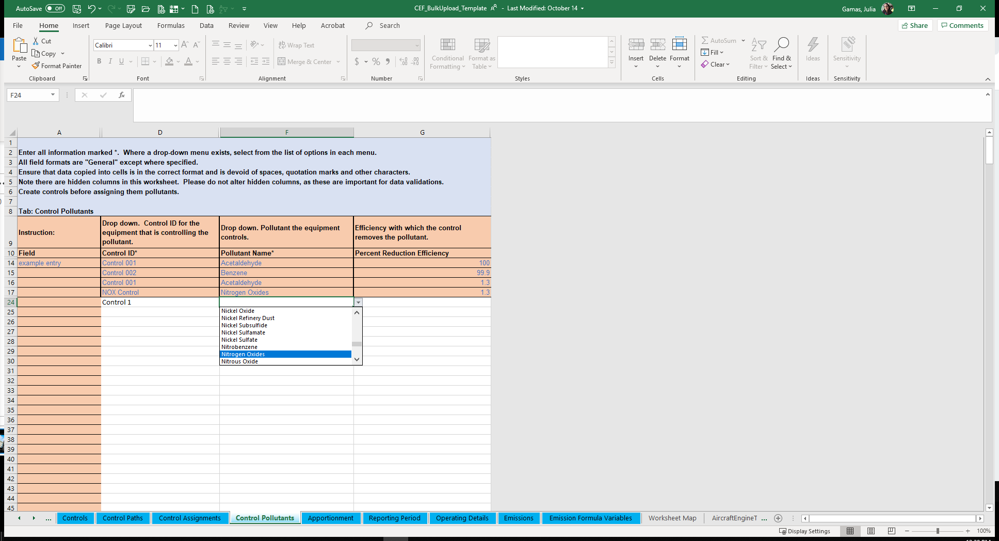 AutoSave Off
CEF_BulkUpload_Template - Last Modified: October 14
Gamas, Julia
File Home Insert Page Layout Formulas Data Review View Help Acrobat Search
Share Comments
Paste
Cut
Copy
Format Painter
Clipboard
Calibri 11
B I U
Font
Wrap Text
Merge & Center
Alignment
$ % ,
Number
Conditional Formatting
Format as Table
Styles
Insert Delete Format
Cells
AutoSum
Fill
Clear
Sort & Filter
Find & Select
Editing
Ideas
Ideas
Sensitivity
Sensitivity
F24 fx
A D F G
1
2 Enter all information marked *. Where a drop-down menu exists, select from the list of options in each menu.
3 All field formats are "General" except where specified.
4 Ensure that data copied into cells is in the correct format and is devoid of spaces, quotation marks and other characters.
5 Note there are hidden columns in this worksheet. Please do not alter hidden columns, as these are important for data validations.
6 Create controls before assigning them pollutants.
7
8 Tab: Control Pollutants
9 Instruction:
Drop down. Control ID for the equipment that is controlling the pollutant.
Drop down. Pollutant the equipment controls.
Efficiency with which the control removes the pollutant.
10 Field Control ID* Pollutant Name* Percent Reduction Efficiency
14 example entry Control 001 Acetaldehyde 100
15 Control 002 Benzene 99.9
16 Control 001 Acetaldehyde 1.3
17 NOX Control Nitrogen Oxides 1.3
24 Control 1
Nickel Oxide
Nickel Refinery Dust
Nickel Subsulfide
Nickel Sulfamate
Nickel Sulfate
Nitrobenzene
Nitrogen Oxides
Nitrous Oxide
25
26
27
28
29
30
31
32
33
34
35
36
37
38
39
40
41
42
43
44
45
... Controls Control Paths Control Assignments Control Pollutants Apportionment Reporting Period Operating Details Emissions Emission Formula Variables Worksheet Map AircraftEngineT ...
Display Settings 100%